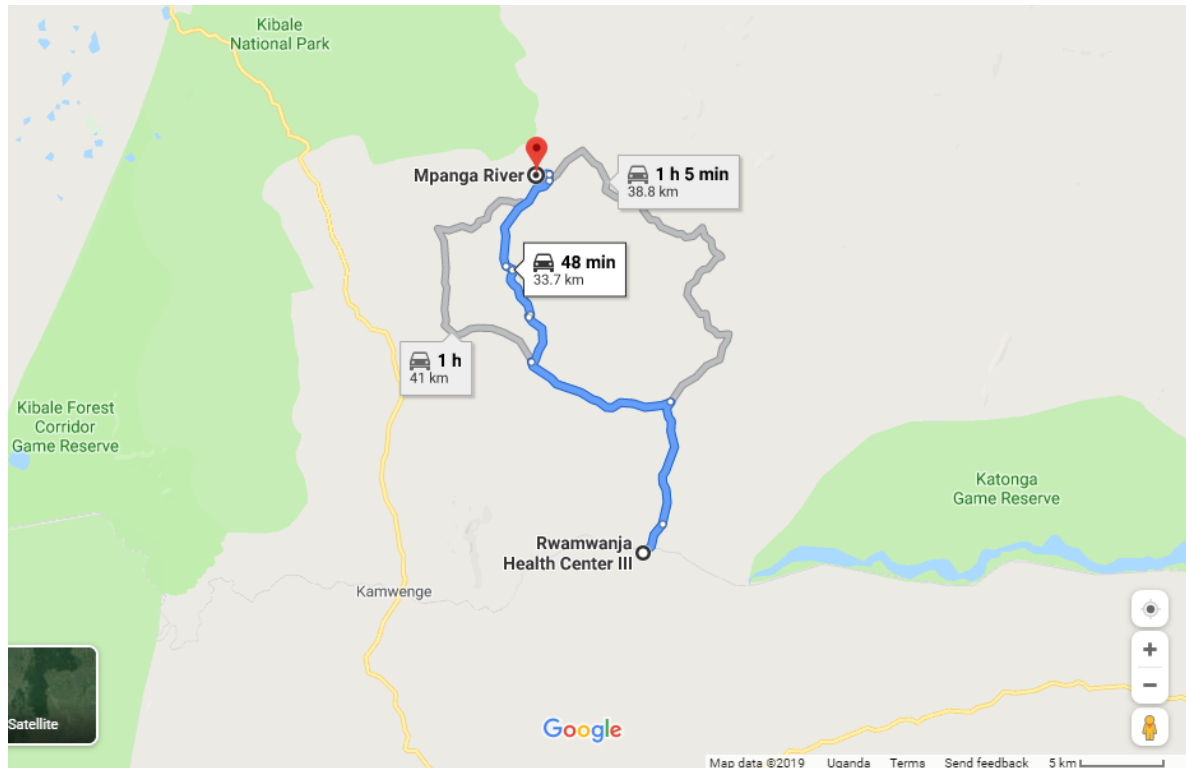 Kibale
National Park
Mpanga River
1 h 5 min
38.8 km
48 min
33.7 km
1 h
41 km
Kibale Forest
Corridor
Game Reserve
Katonga
Game Reserve
Rwamwanja
Health Center III
Kamwenge
Satellite
Google
Map data ©2019 Uganda Terms Send feedback 5 km